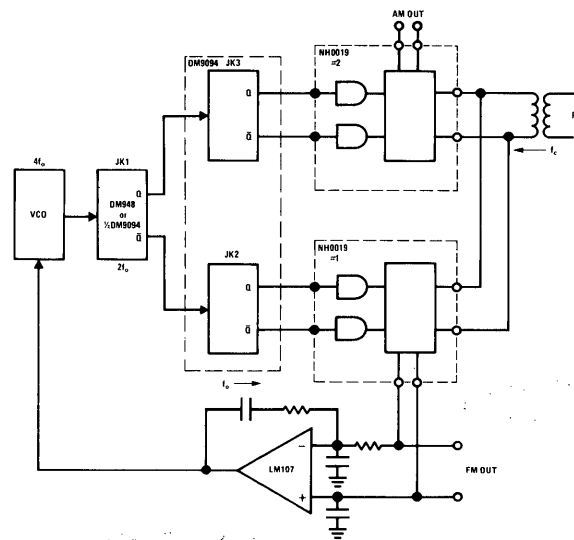 AM OUT
DM9094
JK3
NH0019
=2
Q
Q̄
4f₀
JK1
VCO
Q
DM948
or
½DM9094
Q̄
2f₀
f꜀
JK2
NH0019
=1
Q
Q̄
f₀
LM107
−
+
FM OUT